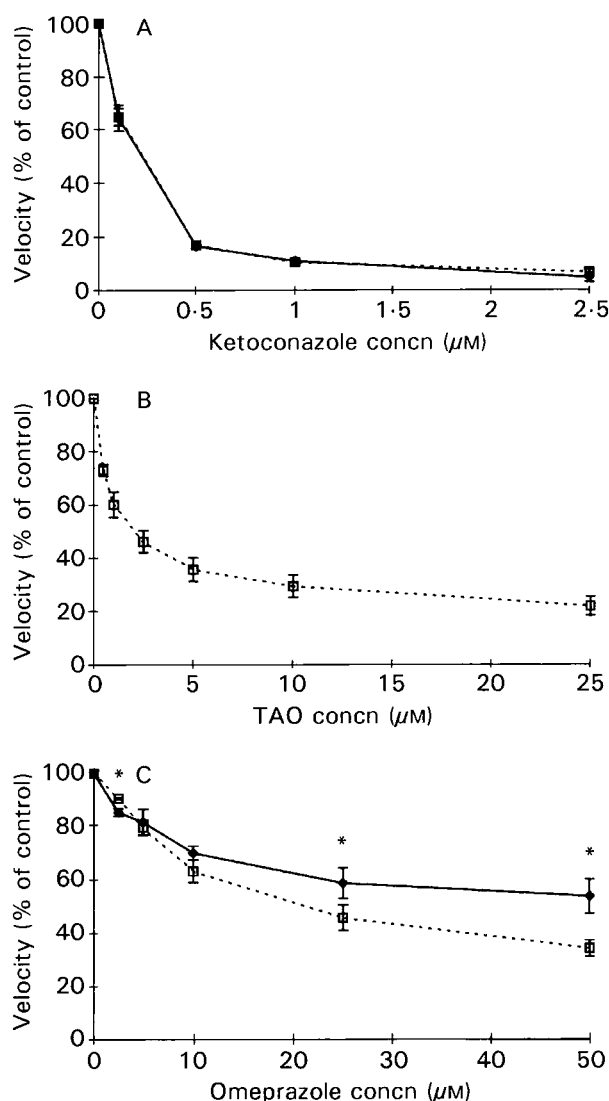 A
Velocity (% of control)
100
80
60
40
20
0
0 0·5 1 1·5 2 2·5
Ketoconazole concn (µM)
B
Velocity (% of control)
100
80
60
40
20
0
0 5 10 15 20 25
TAO concn (µM)
* C
Velocity (% of control)
100
80
60
40
20
0
*
*
0 10 20 30 40 50
Omeprazole concn (µM)